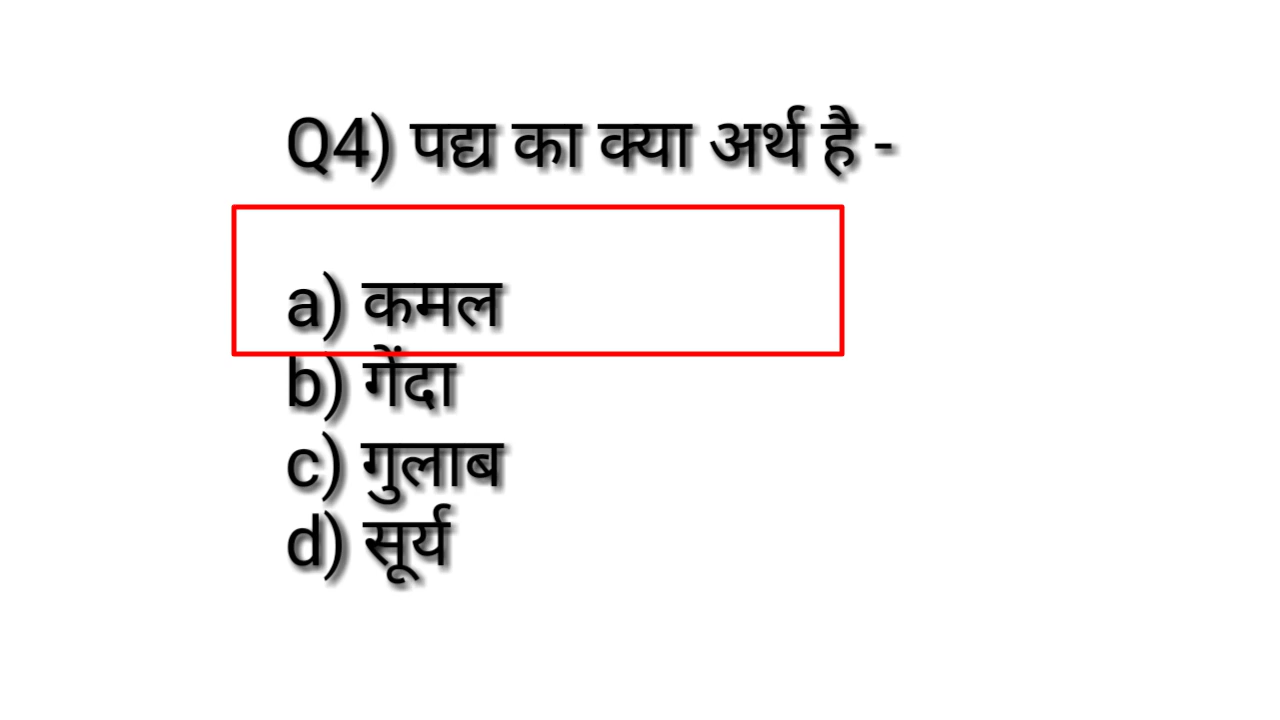 Q4) पद्य का क्या अर्थ है -
a) कमल
b) गेंदा
c) गुलाब
d) सूर्य